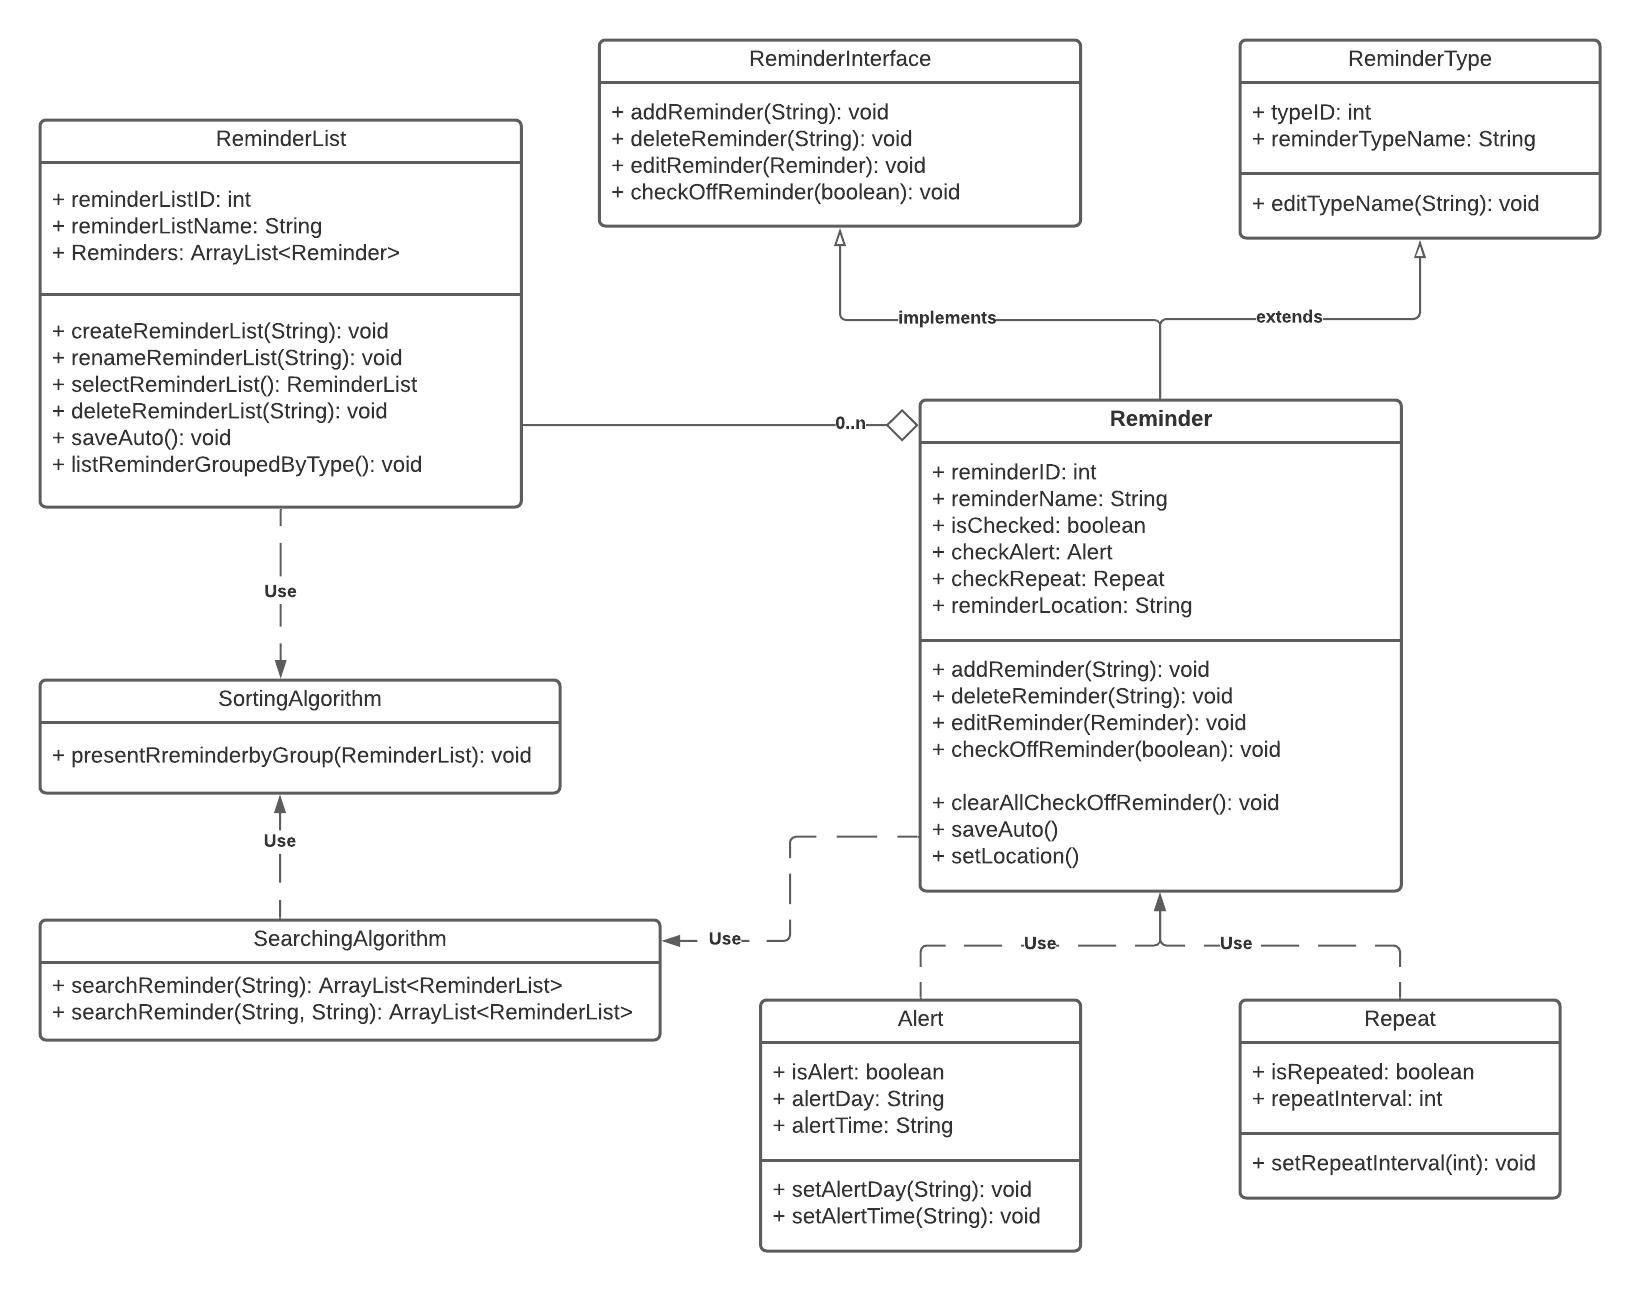 ReminderInterface
+ addReminder(String): void
+ deleteReminder(String): void
+ editReminder(Reminder): void
+ checkOffReminder(boolean): void
ReminderType
+ typeID: int
+ reminderTypeName: String
+ editTypeName(String): void
ReminderList
+ reminderListID: int
+ reminderListName: String
+ Reminders: ArrayList<Reminder>
+ createReminderList(String): void
+ renameReminderList(String): void
+ selectReminderList(): ReminderList
+ deleteReminderList(String): void
+ saveAuto(): void
+ listReminderGroupedByType(): void
implements
extends
0..n
Reminder
+ reminderID: int
+ reminderName: String
+ isChecked: boolean
+ checkAlert: Alert
+ checkRepeat: Repeat
+ reminderLocation: String
+ addReminder(String): void
+ deleteReminder(String): void
+ editReminder(Reminder): void
+ checkOffReminder(boolean): void
+ clearAllCheckOffReminder(): void
+ saveAuto()
+ setLocation()
Use
SortingAlgorithm
+ presentRreminderbyGroup(ReminderList): void
Use
SearchingAlgorithm
+ searchReminder(String): ArrayList<ReminderList>
+ searchReminder(String, String): ArrayList<ReminderList>
Use
Use
Use
Alert
+ isAlert: boolean
+ alertDay: String
+ alertTime: String
+ setAlertDay(String): void
+ setAlertTime(String): void
Repeat
+ isRepeated: boolean
+ repeatInterval: int
+ setRepeatInterval(int): void